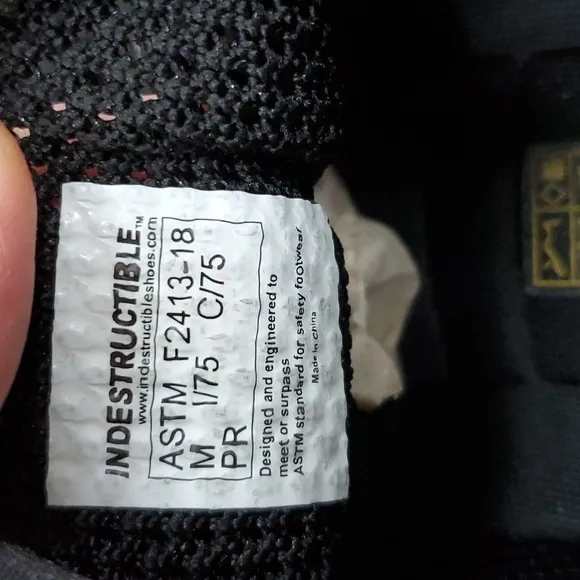 INDESTRUCTIBLE™
www.indestructibleshoes.com
ASTM F2413-18
M I/75 C/75
PR
Designed and engineered to
meet or surpass
ASTM standard for safety footwear
Made in China